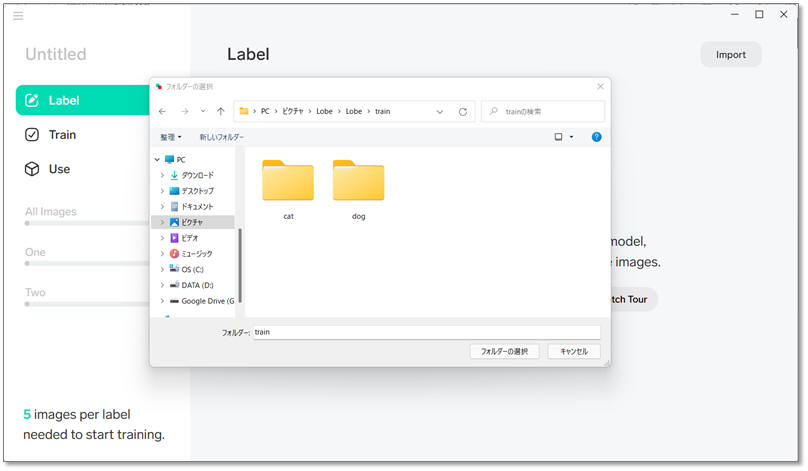 Untitled
Label
Import
Label
Train
Use
All Images
One
Two
5 images per label
needed to start training.
フォルダーの選択
PC > ピクチャ > Lobe > Lobe > train
trainの検索
整理
新しいフォルダー
PC
ダウンロード
デスクトップ
ドキュメント
ピクチャ
ビデオ
ミュージック
OS (C:)
DATA (D:)
Google Drive (G
cat
dog
フォルダー: train
フォルダーの選択
キャンセル
model,
images.
tch Tour